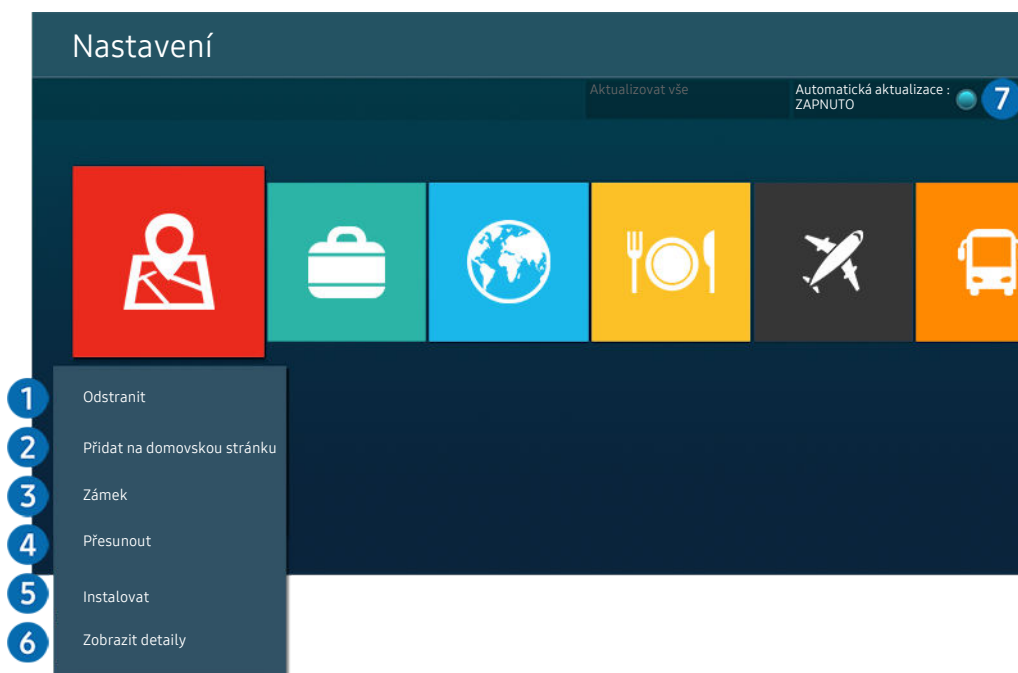 Nastavení
Aktualizovat vše
Automatická aktualizace :
ZAPNUTO
7
1
Odstranit
2
Přidat na domovskou stránku
3
Zámek
4
Přesunout
5
Instalovat
6
Zobrazit detaily